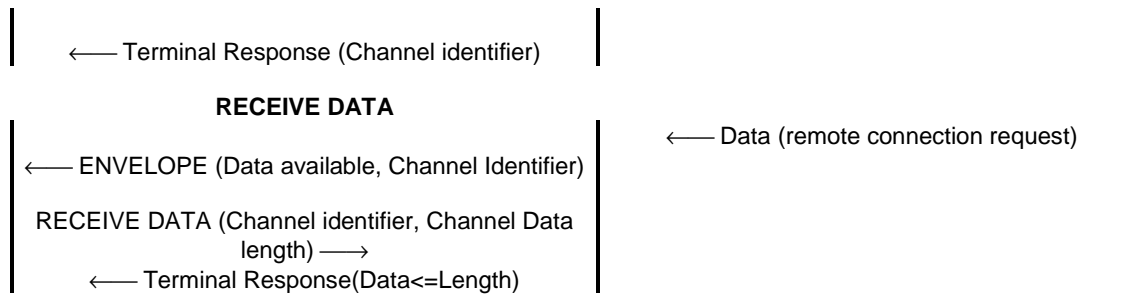 ←— Terminal Response (Channel identifier)
RECEIVE DATA
←— Data (remote connection request)
←— ENVELOPE (Data available, Channel Identifier)
RECEIVE DATA (Channel identifier, Channel Data
length) —→
←— Terminal Response(Data<=Length)